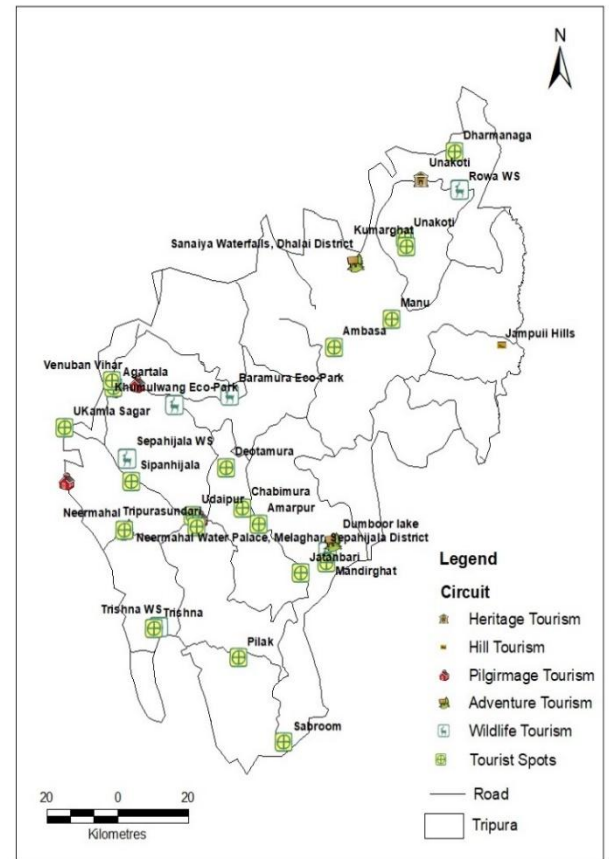 N
Dharmanaga
Unakoti
Rowa WS
Kumarghat
Unakoti
Sanaiya Waterfalls, Dhalai District
Manu
Ambasa
Jampuii Hills
Venuban Vihar
Agartala
Khumulwang Eco-Park
Baramura Eco-Park
UKamla Sagar
Sepahijala WS
Deotamura
Sipanhijala
Chabimura
Udaipur
Neermahal
Tripurasundari
Amarpur
Dumboor lake
Neermahal Water Palace, Melaghar, Sepahijala District
Jatanbari
Mandirghat
Trishna WS
Trishna
Pilak
Sabroom
Legend
Circuit
Heritage Tourism
Hill Tourism
Pilgirmage Tourism
Adventure Tourism
Wildlife Tourism
Tourist Spots
Road
Tripura
20 0 20
Kilometres